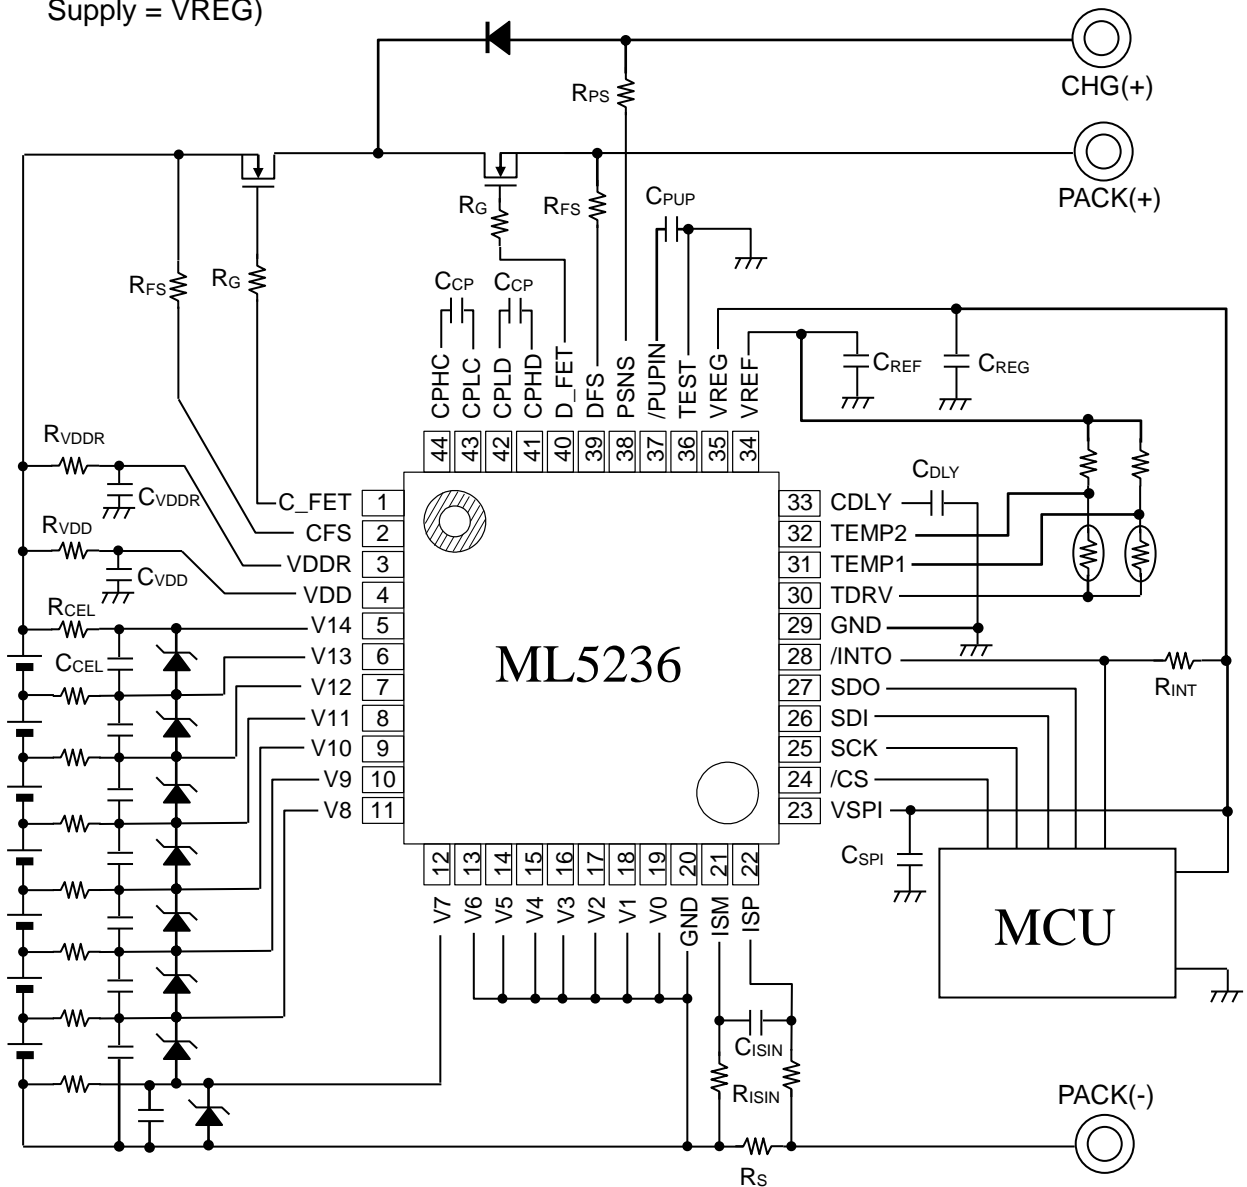 Supply = VREG)
CHG(+)
RPS
PACK(+)
RG
RFS
CPUP
RFS
RG
CCP
CCP
CPHC
CPLC
CPLD
CPHD
D_FET
DFS
PSNS
/PUPIN
TEST
VREG
VREF
CREF
CREG
44
43
42
41
40
39
38
37
36
35
34
RVDDR
CVDDR
RVDD
CVDD
RCEL
CCEL
C_FET 1
CFS 2
VDDR 3
VDD 4
V14 5
V13 6
V12 7
V11 8
V10 9
V9 10
V8 11
ML5236
CDLY
33 CDLY
32 TEMP2
31 TEMP1
30 TDRV
29 GND
28 /INTO
27 SDO
26 SDI
25 SCK
24 /CS
23 VSPI
RINT
CSPI
MCU
12
13
14
15
16
17
18
19
20
21
22
V7
V6
V5
V4
V3
V2
V1
V0
GND
ISM
ISP
CISIN
RISIN
PACK(-)
RS